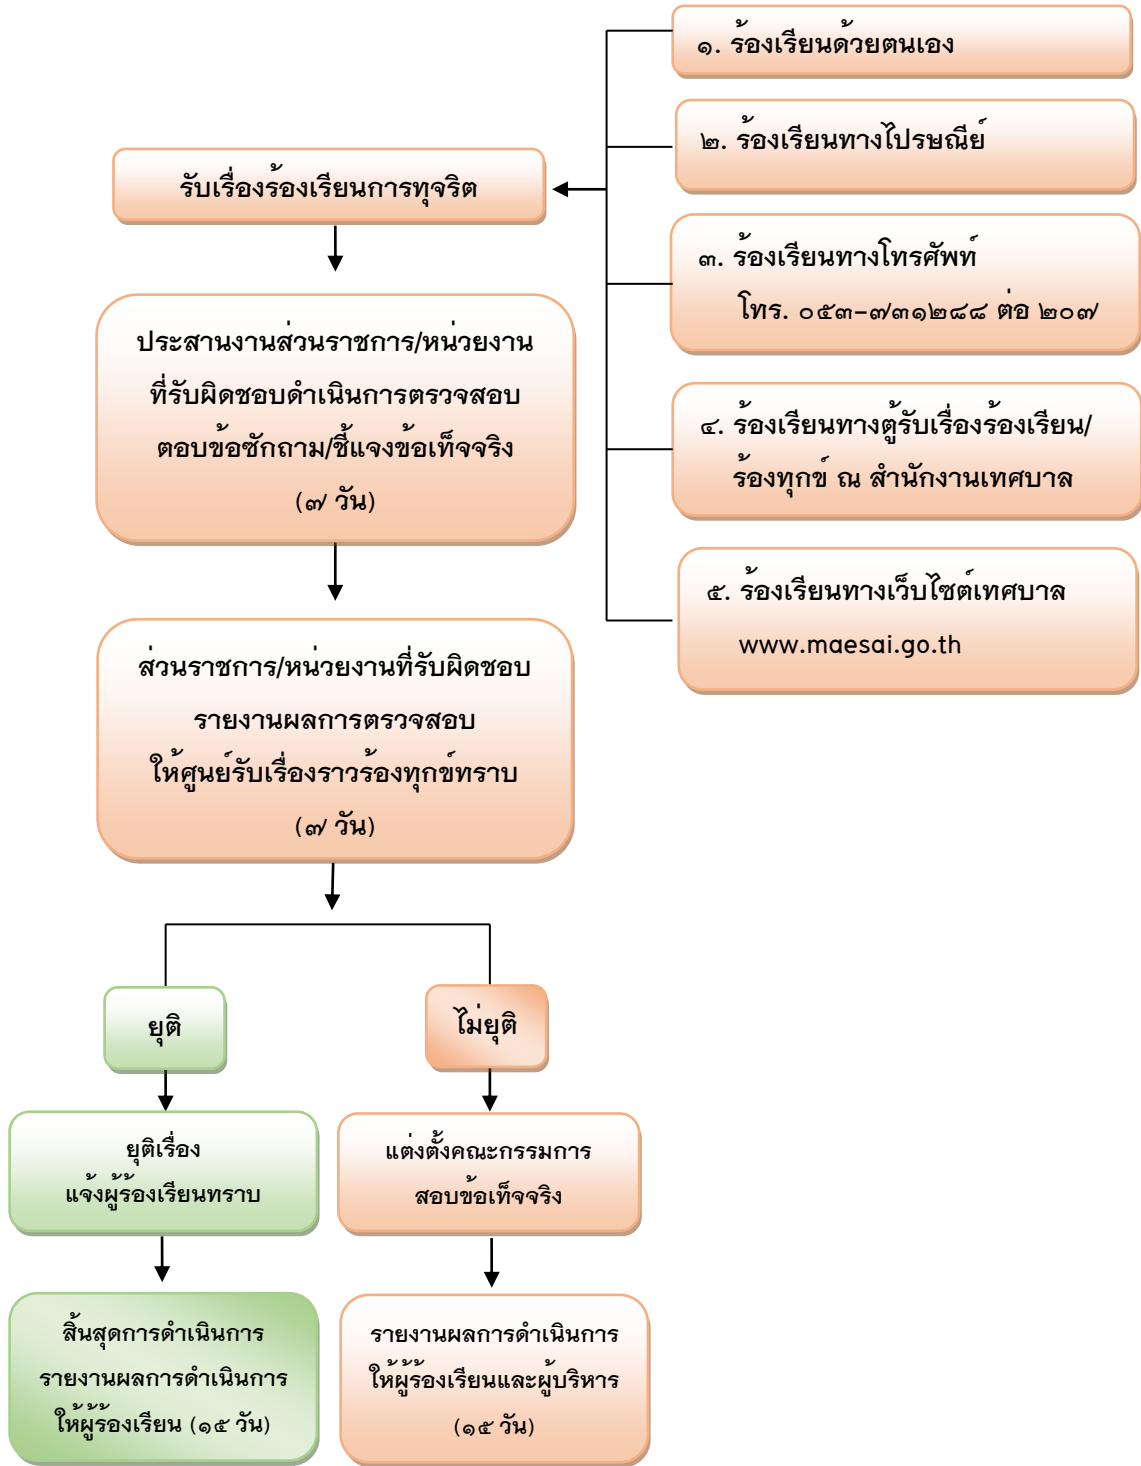 ๑. ร้องเรียนด้วยตนเอง
๒. ร้องเรียนทางไปรษณีย์
รับเรื่องร้องเรียนการทุจริต
๓. ร้องเรียนทางโทรศัพท์
โทร. ๐๕๓-๗๓๑๒๘๘ ต่อ ๒๐๗
ประสานงานส่วนราชการ/หน่วยงาน
ที่รับผิดชอบดำเนินการตรวจสอบ
ตอบข้อซักถาม/ชี้แจงข้อเท็จจริง
(๗ วัน)
๔. ร้องเรียนทางตู้รับเรื่องร้องเรียน/
ร้องทุกข์ ณ สำนักงานเทศบาล
๕. ร้องเรียนทางเว็บไซต์เทศบาล
www.maesai.go.th
ส่วนราชการ/หน่วยงานที่รับผิดชอบ
รายงานผลการตรวจสอบ
ให้ศูนย์รับเรื่องราวร้องทุกข์ทราบ
(๗ วัน)
ยุติ
ไม่ยุติ
ยุติเรื่อง
แจ้งผู้ร้องเรียนทราบ
แต่งตั้งคณะกรรมการ
สอบข้อเท็จจริง
สิ้นสุดการดำเนินการ
รายงานผลการดำเนินการ
ให้ผู้ร้องเรียน (๑๕ วัน)
รายงานผลการดำเนินการ
ให้ผู้ร้องเรียนและผู้บริหาร
(๑๕ วัน)